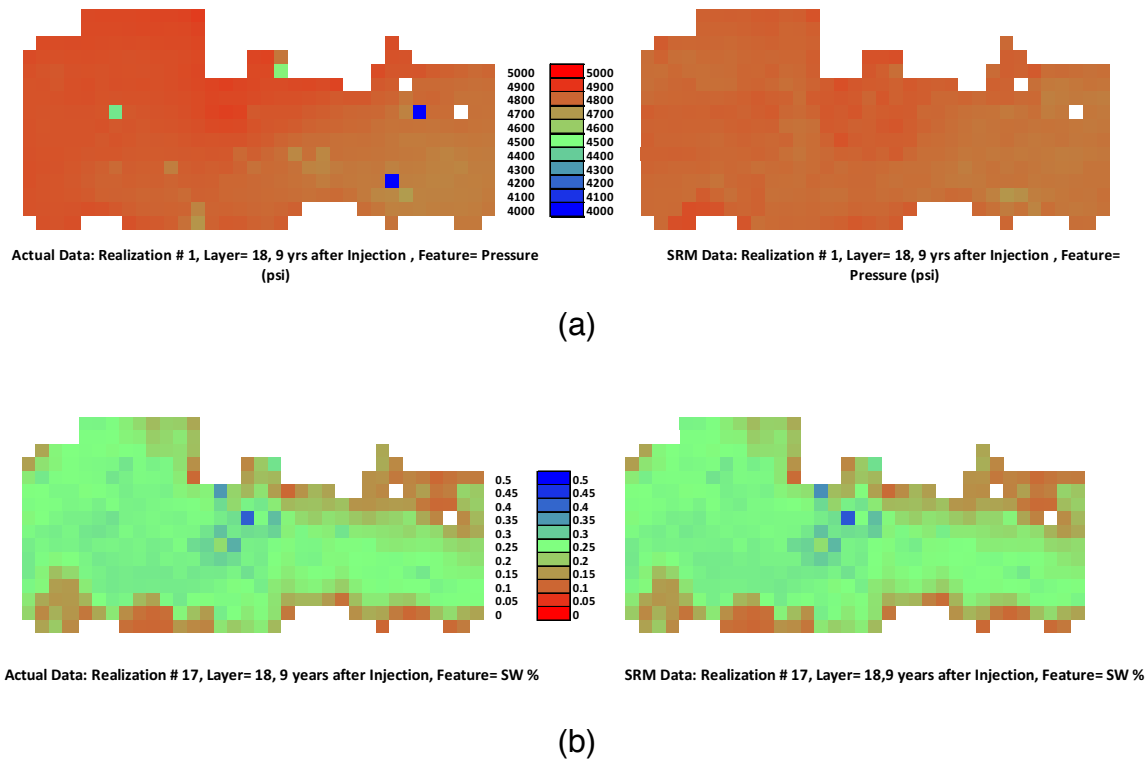 5000 5000
4900 4900
4800 4800
4700 4700
4600 4600
4500 4500
4400 4400
4300 4300
4200 4200
4100 4100
4000 4000
Actual Data: Realization # 1, Layer= 18, 9 yrs after Injection , Feature= Pressure
(psi)
SRM Data: Realization # 1, Layer= 18, 9 yrs after Injection , Feature=
Pressure (psi)
(a)
0.5 0.5
0.45 0.45
0.4 0.4
0.35 0.35
0.3 0.3
0.25 0.25
0.2 0.2
0.15 0.15
0.1 0.1
0.05 0.05
0 0
Actual Data: Realization # 17, Layer= 18, 9 years after Injection, Feature= SW %
SRM Data: Realization # 17, Layer= 18,9 years after Injection, Feature= SW %
(b)